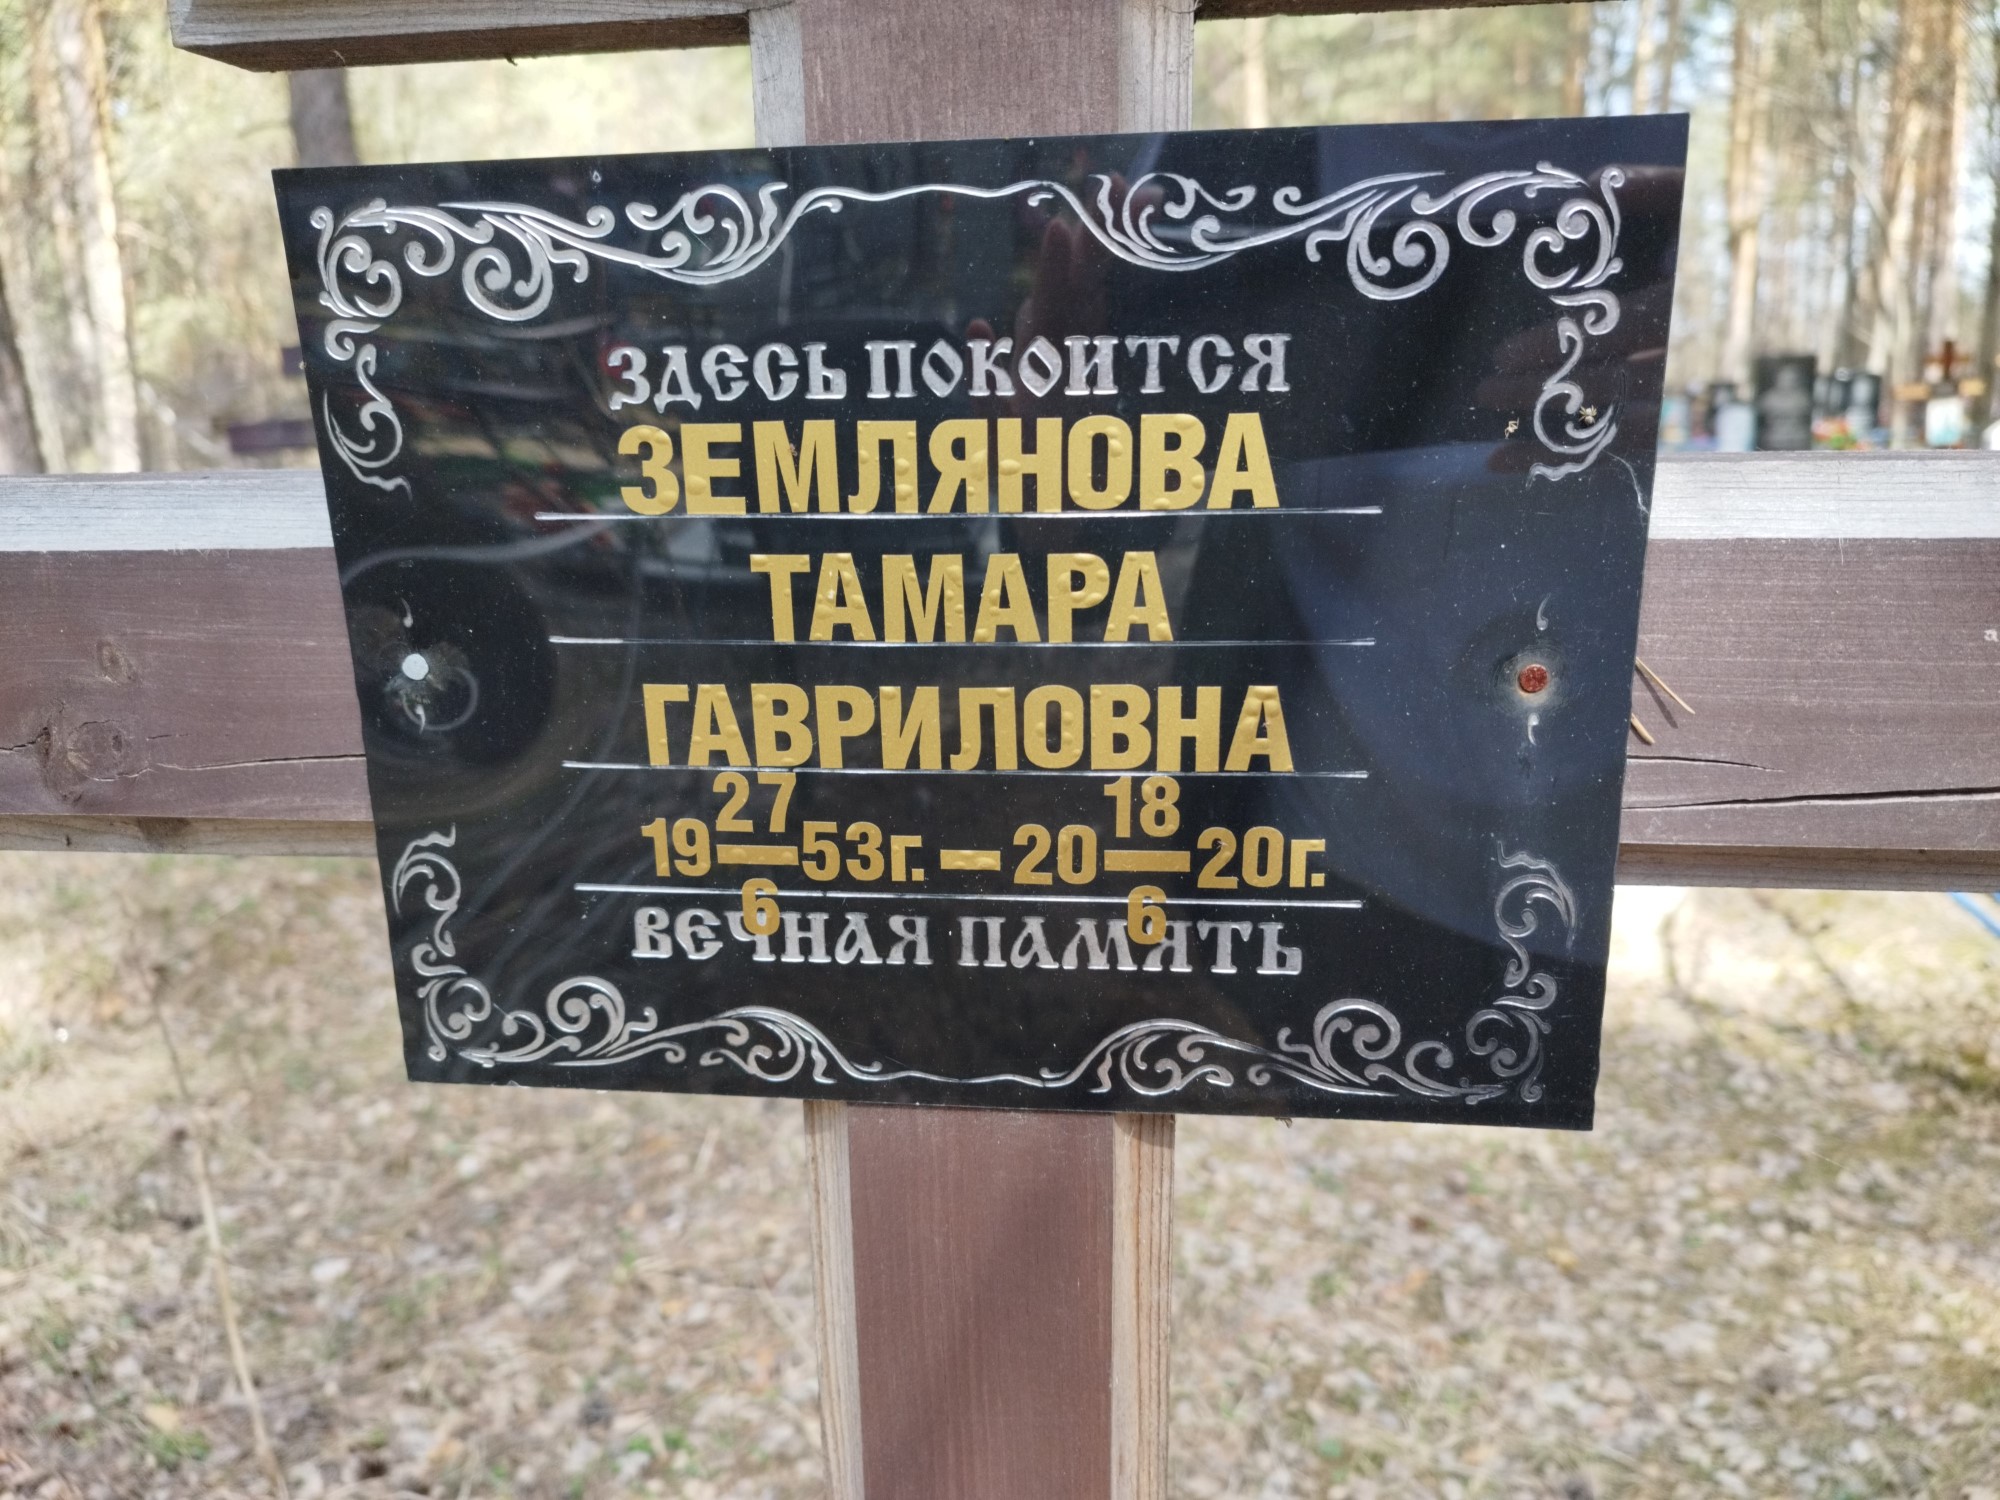 ЗДЕСЬ ПОКОИТСЯ
ЗЕМЛЯНОВА
ТАМАРА
ГАВРИЛОВНА
19 27/6 53г. — 20 18/6 20г.
ВЕЧНАЯ ПАМЯТЬ